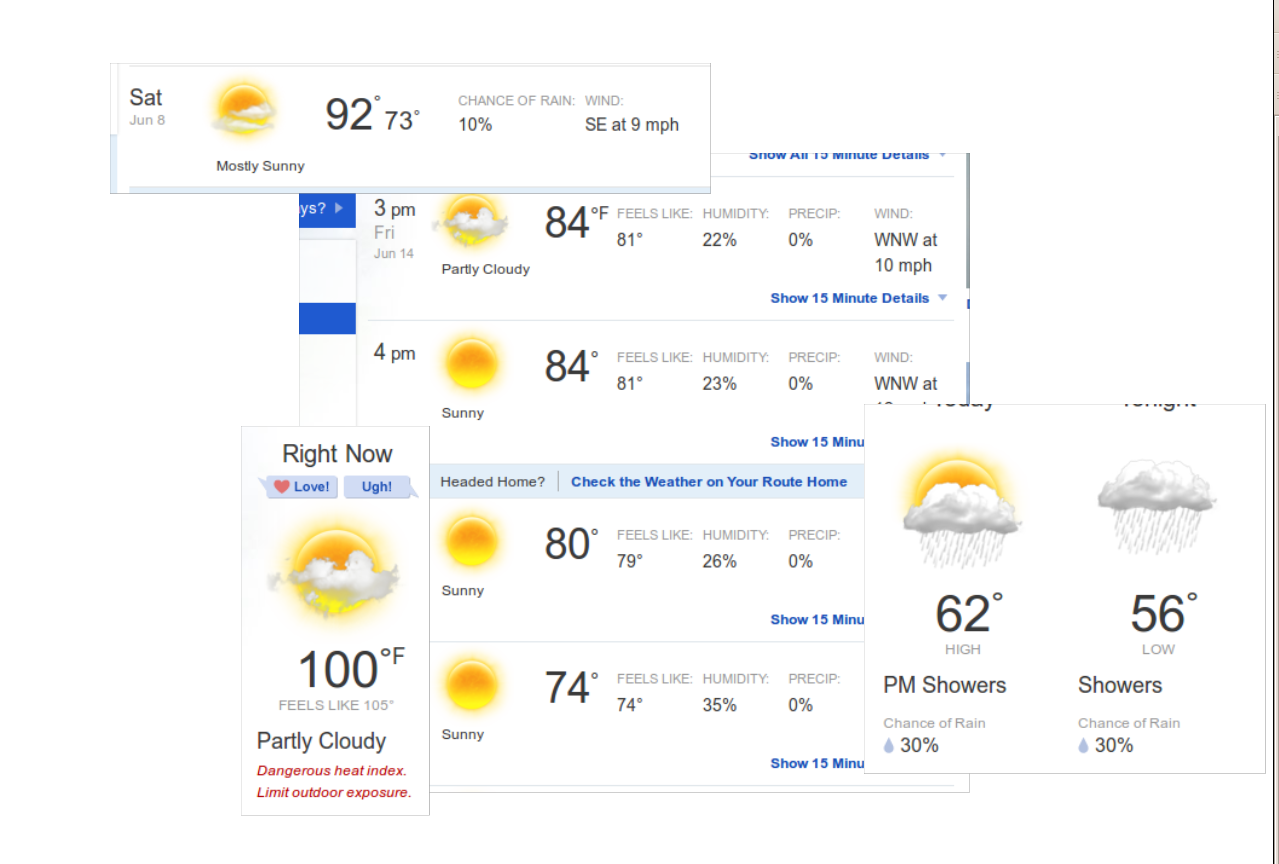 Sat
Jun 8
92° 73°
CHANCE OF RAIN: WIND:
10% SE at 9 mph
Mostly Sunny
Show All 15 Minute Details
ys?
3 pm
Fri
Jun 14
84°F
FEELS LIKE: HUMIDITY: PRECIP: WIND:
81° 22% 0% WNW at
10 mph
Partly Cloudy
Show 15 Minute Details
4 pm
84°
FEELS LIKE: HUMIDITY: PRECIP: WIND:
81° 23% 0% WNW at
Sunny
Show 15 Minu
Headed Home? Check the Weather on Your Route Home
80°
FEELS LIKE: HUMIDITY: PRECIP:
79° 26% 0%
Sunny
Show 15 Minu
74°
FEELS LIKE: HUMIDITY: PRECIP:
74° 35% 0%
Sunny
Show 15 Minu
Right Now
Love! Ugh!
100°F
FEELS LIKE 105°
Partly Cloudy
Dangerous heat index.
Limit outdoor exposure.
Today Tonight
62° 56°
HIGH LOW
PM Showers Showers
Chance of Rain Chance of Rain
30% 30%